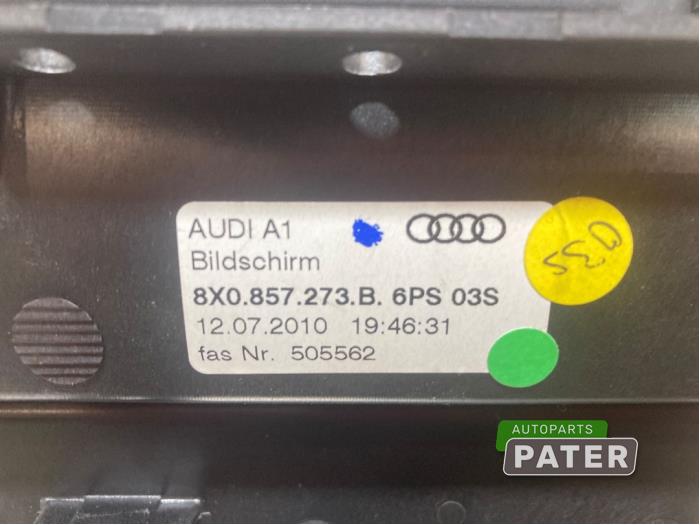 AUDI A1
Bildschirm
8X0.857.273.B. 6PS 03S
12.07.2010 19:46:31
fas Nr. 505562
AUTOPARTS
PATER